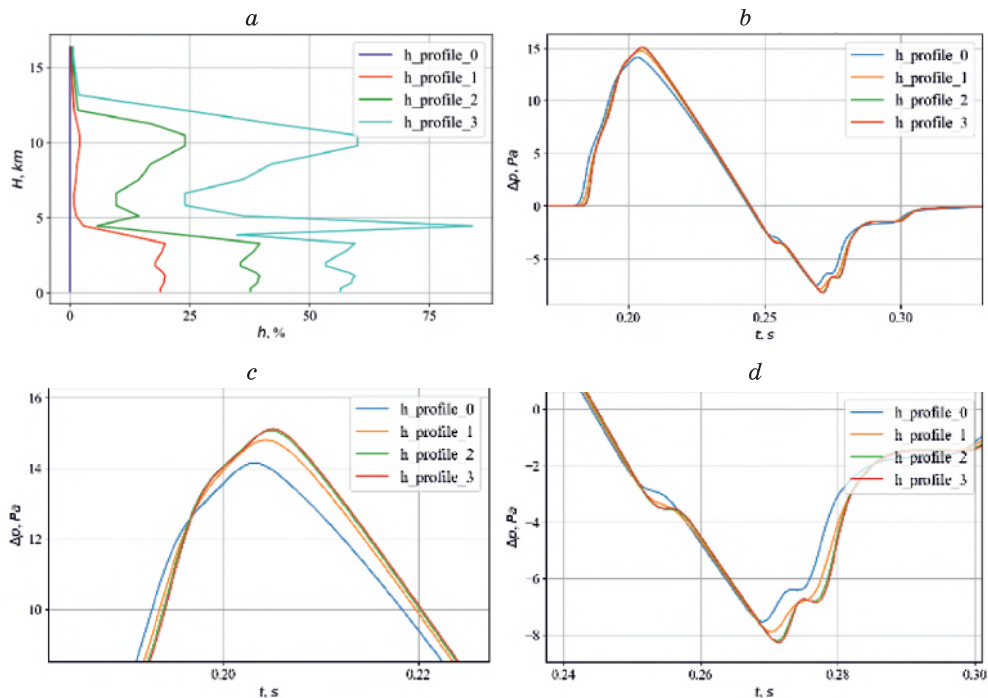 a
b
H, km
15
10
5
0
0
25
50
75
h, %
h_profile_0
h_profile_1
h_profile_2
h_profile_3
Δp, Pa
15
10
5
0
−5
0.20
0.25
0.30
t, s
h_profile_0
h_profile_1
h_profile_2
h_profile_3
c
d
Δp, Pa
16
14
12
10
0.20
0.22
t, s
h_profile_0
h_profile_1
h_profile_2
h_profile_3
Δp, Pa
0
−2
−4
−6
−8
0.24
0.26
0.28
0.30
t, s
h_profile_0
h_profile_1
h_profile_2
h_profile_3